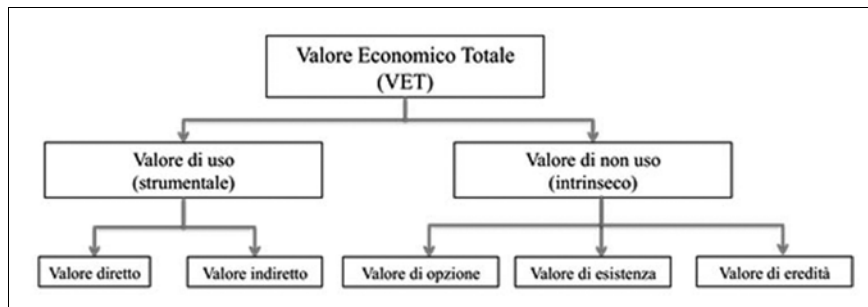 Valore Economico Totale
(VET)
Valore di uso
(strumentale)
Valore di non uso
(intrinseco)
Valore diretto
Valore indiretto
Valore di opzione
Valore di esistenza
Valore di eredità